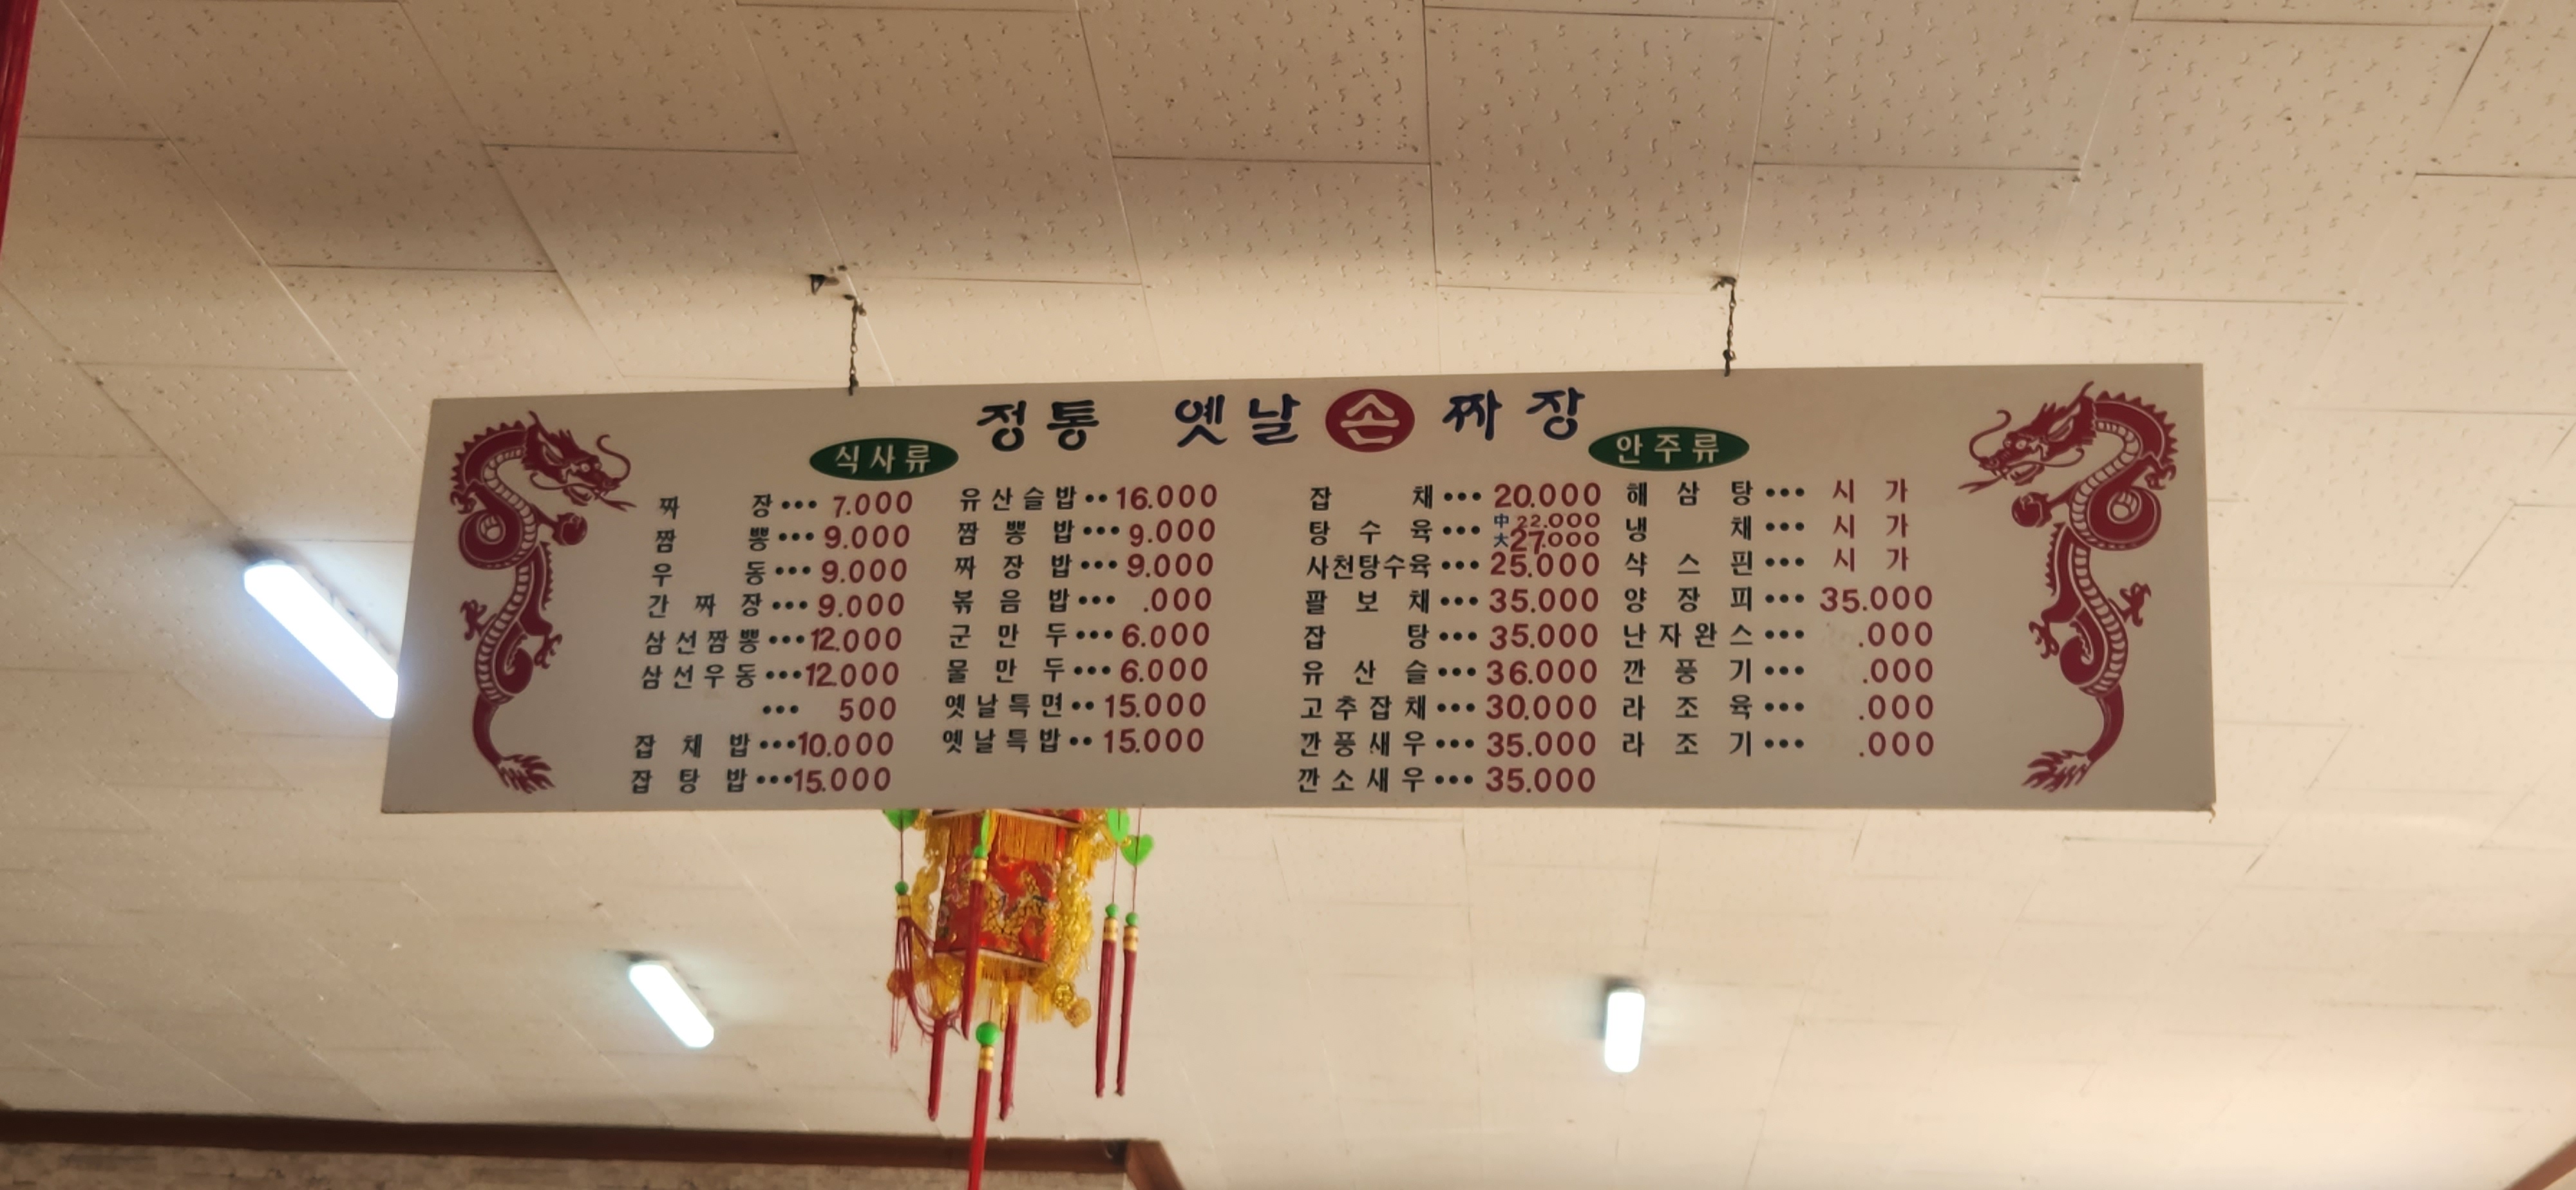 정통 옛날 손 짜장
식사류
짜 장••• 7.000
짬 뽕••• 9.000
우 동••• 9.000
간 짜 장••• 9.000
삼선짬뽕•••12.000
삼선우동•••12.000
••• 500
잡 채 밥•••10.000
잡 탕 밥•••15.000
유산슬밥••16.000
짬 뽕 밥•••9.000
짜 장 밥•••9.000
볶 음 밥••• .000
군 만 두•••6.000
물 만 두•••6.000
옛날특면••15.000
옛날특밥••15.000
안주류
잡 채•••20.000
탕 수 육•••中22.000
大27.000
사천탕수육•••25.000
팔 보 채•••35.000
잡 탕•••35.000
유 산 슬•••36.000
고추잡채•••30.000
깐풍새우•••35.000
깐소새우•••35.000
해 삼 탕••• 시 가
냉 채••• 시 가
샥 스 핀••• 시 가
양 장 피•••35.000
난자완스••• .000
깐 풍 기••• .000
라 조 육••• .000
라 조 기••• .000